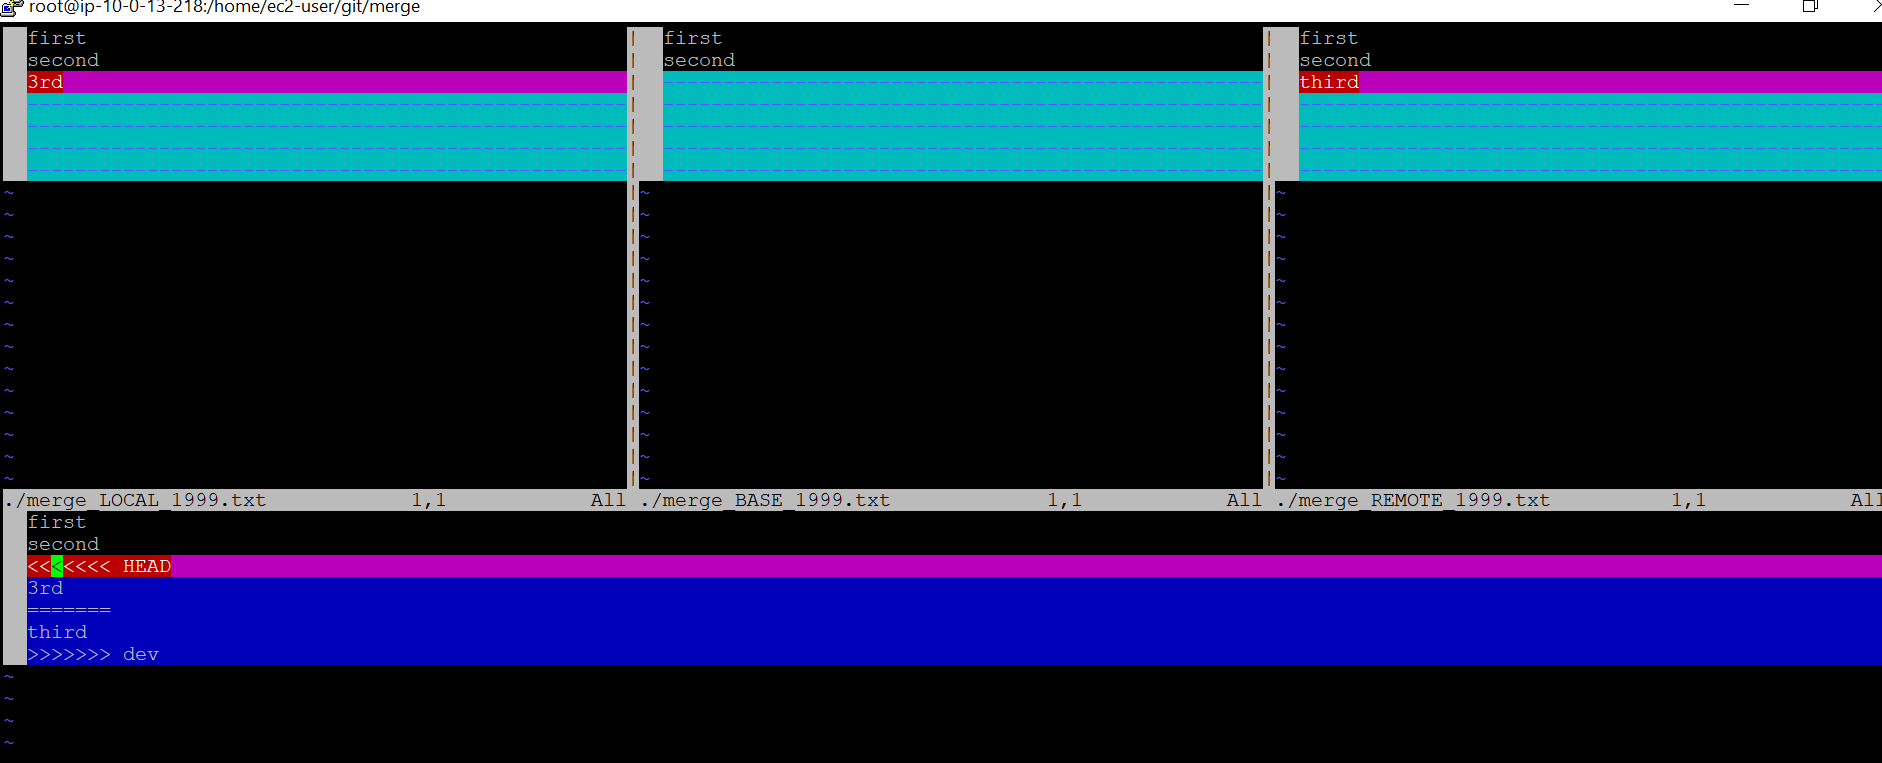 root@ip-10-0-13-218:/home/ec2-user/git/merge
first
second
3rd
~
~
~
~
~
~
~
~
~
~
~
~
~
~
./merge_LOCAL_1999.txt 1,1 All
first
second
~
~
~
~
~
~
~
~
~
~
~
~
~
~
./merge_BASE_1999.txt 1,1 All
first
second
third
~
~
~
~
~
~
~
~
~
~
~
~
~
~
./merge_REMOTE_1999.txt 1,1 All
first
second
<<<<<<< HEAD
3rd
=======
third
>>>>>>> dev
~
~
~
~